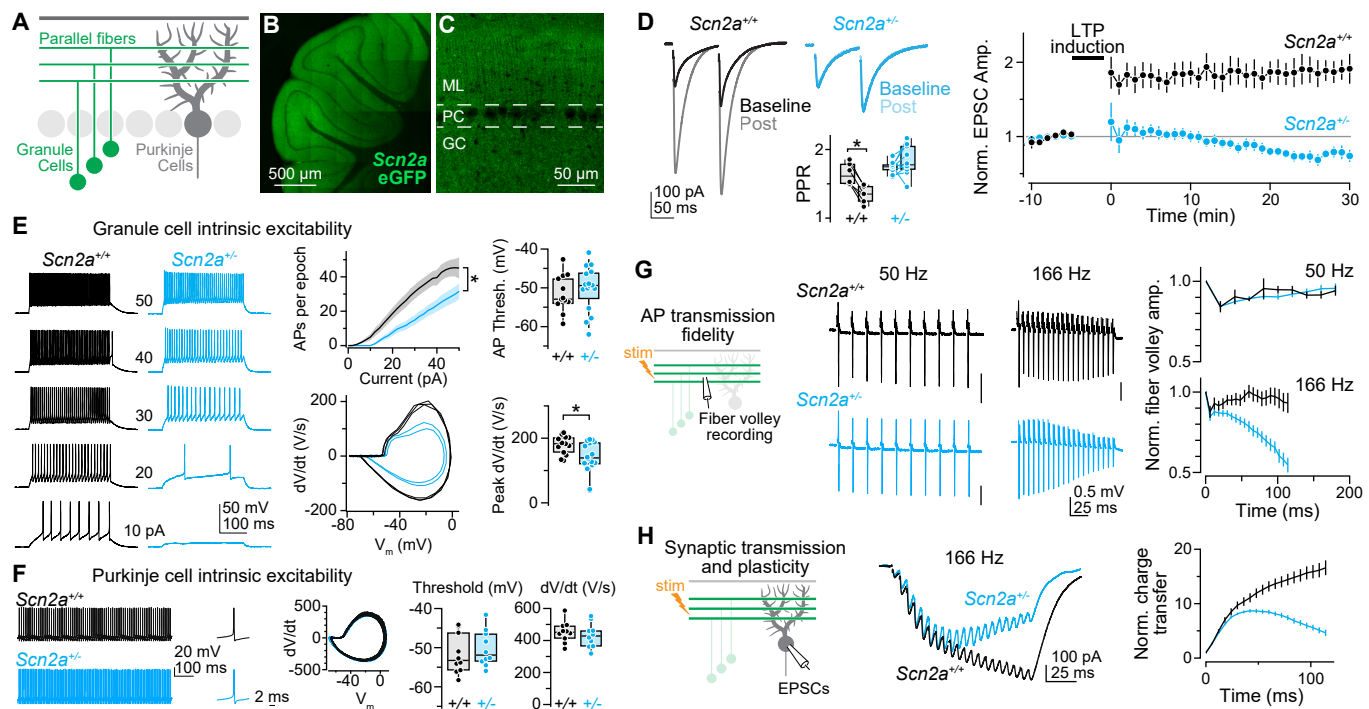 A
Parallel fibers
Granule
Cells
Purkinje
Cells
B
500 µm
Scn2a
eGFP
C
ML
PC
GC
50 µm
D
Scn2a+/+
Scn2a+/-
Baseline
Post
Baseline
Post
100 pA
50 ms
PPR
2
1
*
+/+
+/-
Norm. EPSC Amp.
2
1
0
LTP
induction
Scn2a+/+
Scn2a+/-
-10
0
10
20
30
Time (min)
E
Granule cell intrinsic excitability
Scn2a+/+
Scn2a+/-
50
40
30
20
10 pA
50 mV
100 ms
APs per epoch
40
20
0
*
0
20
40
Current (pA)
AP Thresh. (mV)
-40
-50
-60
+/+
+/-
dV/dt (V/s)
200
0
-200
-80
-40
0
Vm (mV)
Peak dV/dt (V/s)
200
0
*
+/+
+/-
F
Purkinje cell intrinsic excitability
Scn2a+/+
Scn2a+/-
20 mV
100 ms
2 ms
dV/dt
500
0
-500
-60
0
Vm
Threshold (mV)
-40
-50
-60
+/+
+/-
dV/dt (V/s)
600
400
200
0
+/+
+/-
G
AP transmission
fidelity
stim
Fiber volley
recording
50 Hz
166 Hz
Scn2a+/+
Scn2a+/-
0.5 mV
25 ms
Norm. fiber volley amp.
1.0
0.5
50 Hz
1.0
0.5
166 Hz
0
100
200
Time (ms)
H
Synaptic transmission
and plasticity
stim
EPSCs
166 Hz
Scn2a+/-
Scn2a+/+
100 pA
25 ms
Norm. charge
transfer
20
10
0
0
100
Time (ms)